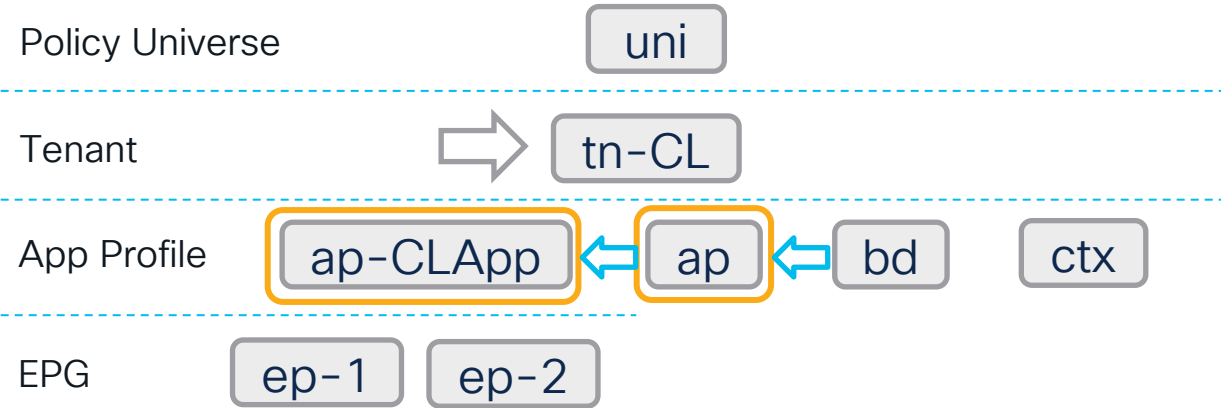 Policy Universe uni
Tenant tn-CL
App Profile ap-CLApp ap bd ctx
EPG ep-1 ep-2